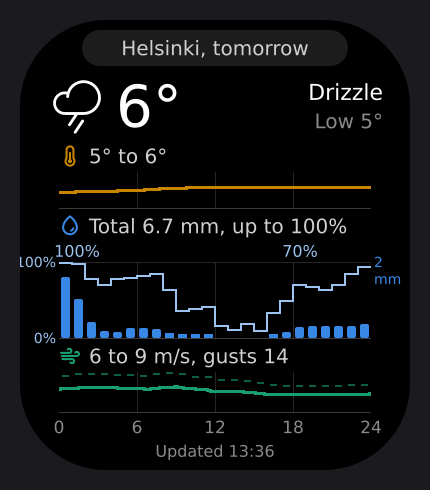 Helsinki, tomorrow
6°
Drizzle
Low 5°
5° to 6°
Total 6.7 mm, up to 100%
100% 70%
100% 2 mm
0%
6 to 9 m/s, gusts 14
0 6 12 18 24
Updated 13:36